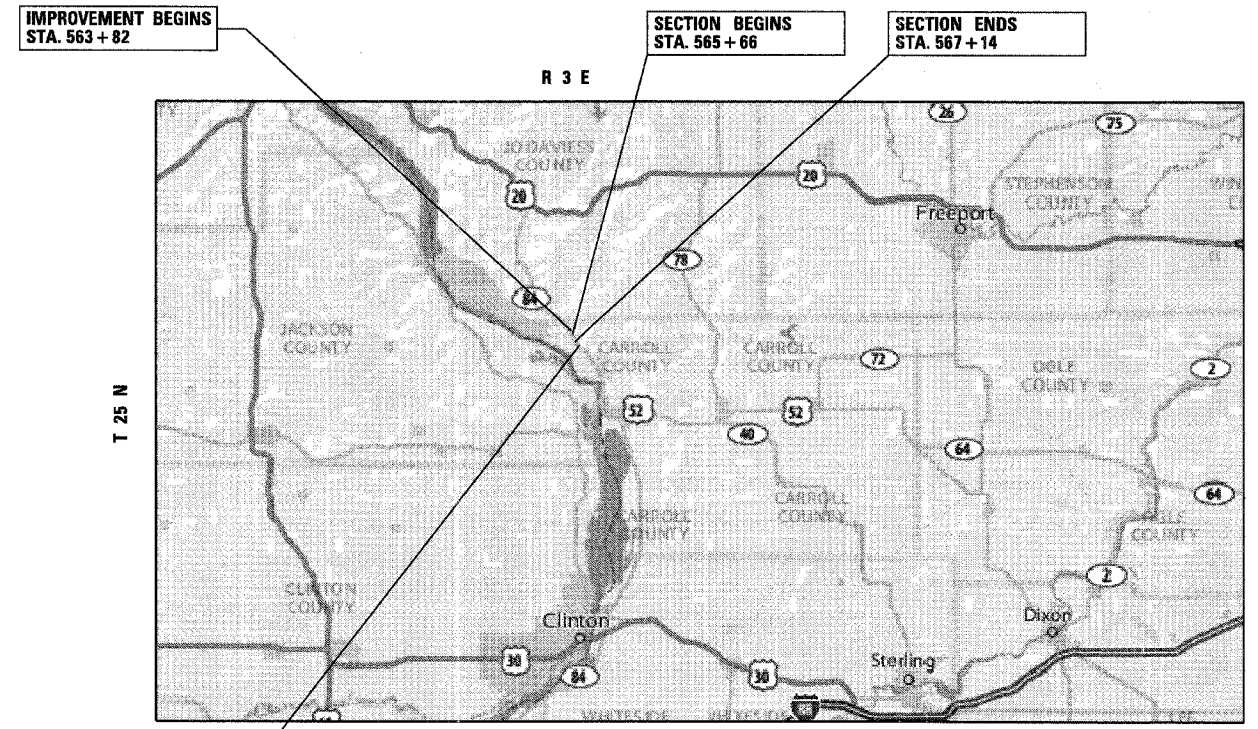 IMPROVEMENT BEGINS
STA. 563 + 82
SECTION BEGINS
STA. 565 + 66
SECTION ENDS
STA. 567 + 14
R 3 E
T 25 N
26
75
JO DAVIESS
COUNTY
20
20
STEPHENSON
COUNTY
Freeport
78
84
JACKSON
COUNTY
CARROLL
COUNTY
CARROLL
COUNTY
72
OGLE
COUNTY
2
52
52
40
64
64
CARROLL
COUNTY
CARROLL
COUNTY
OGLE
COUNTY
2
CLINTON
COUNTY
Clinton
Dixon
Sterling
30
84
30
WHITESIDE
WHITESIDE
LEE